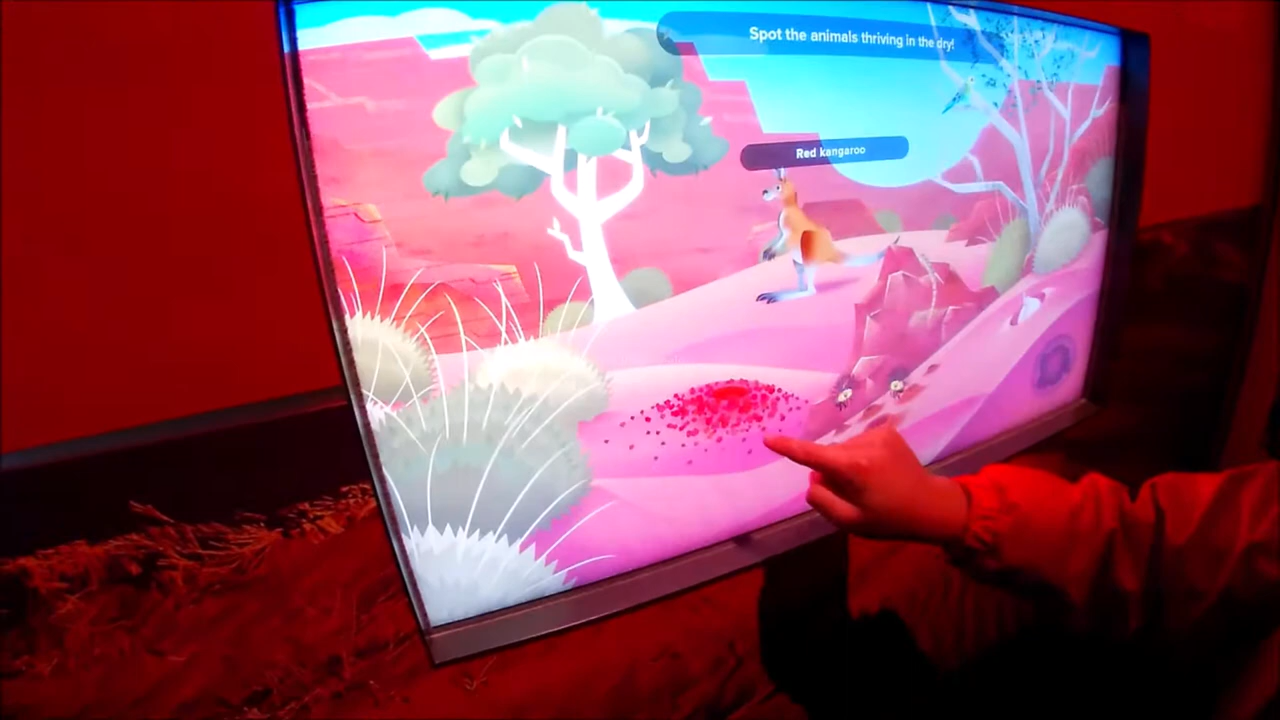 Spot the animals thriving in the dry!
Red kangaroo